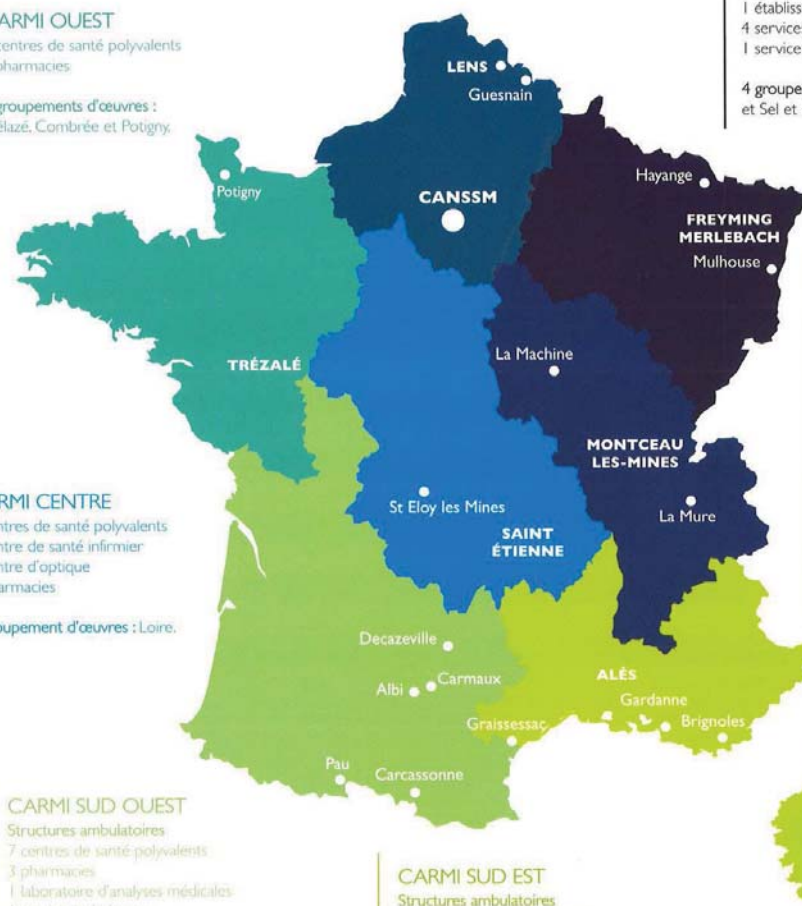 ARMI OUEST
centres de santé polyvalents
pharmacies
groupements d'œuvres :
élazé, Combrée et Potigny.
1 établiss
4 services
1 service
4 groupe
et Sel et
LENS
Guesnain
Potigny
CANSSM
Hayange
FREYMING
MERLEBACH
Mulhouse
TRÉZALÉ
La Machine
MONTCEAU
LES-MINES
La Mure
RMI CENTRE
ntres de santé polyvalents
ntre de santé infirmier
ntre d'optique
armacies
oupement d'œuvres : Loire.
St Eloy les Mines
SAINT
ÉTIENNE
Decazeville
Albi
Carmaux
ALÈS
Gardanne
Brignoles
Graissessac
Pau
Carcassonne
CARMI SUD OUEST
Structures ambulatoires
7 centres de santé polyvalents
3 pharmacies
1 laboratoire d'analyses médicales
CARMI SUD EST
Structures ambulatoires